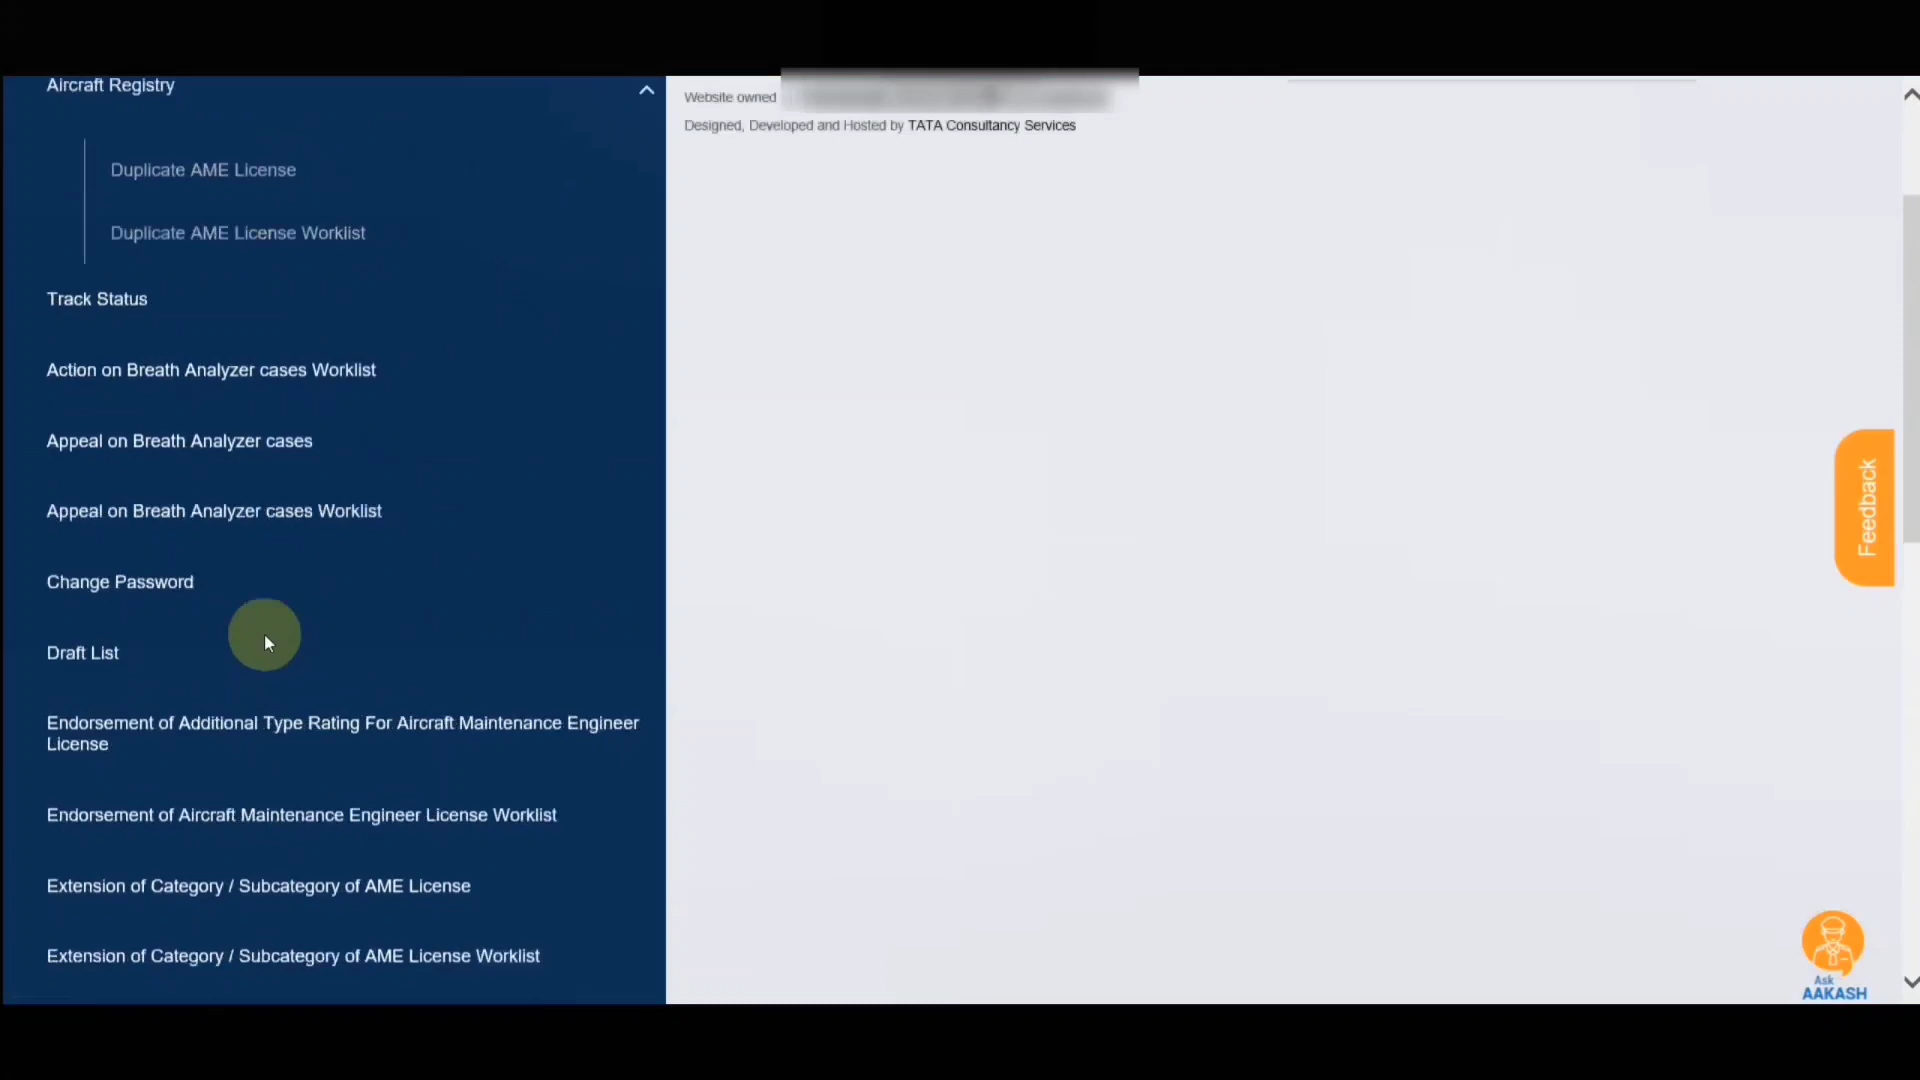 Aircraft Registry
Duplicate AME License
Duplicate AME License Worklist
Track Status
Action on Breath Analyzer cases Worklist
Appeal on Breath Analyzer cases
Appeal on Breath Analyzer cases Worklist
Change Password
Draft List
Endorsement of Additional Type Rating For Aircraft Maintenance Engineer
License
Endorsement of Aircraft Maintenance Engineer License Worklist
Extension of Category / Subcategory of AME License
Extension of Category / Subcategory of AME License Worklist
Website owned
Designed, Developed and Hosted by TATA Consultancy Services
Feedback
Ask
AAKASH